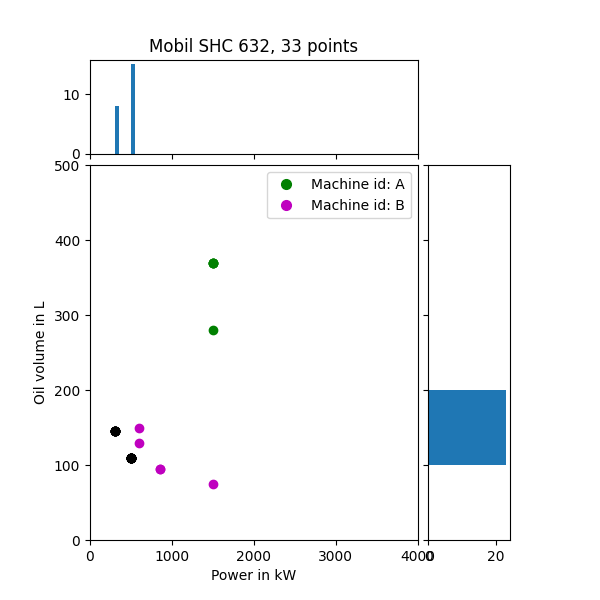 Mobil SHC 632, 33 points
10
0
500
400
300
200
100
0
Oil volume in L
Machine id: A
Machine id: B
0 1000 2000 3000 4000
0 20
Power in kW